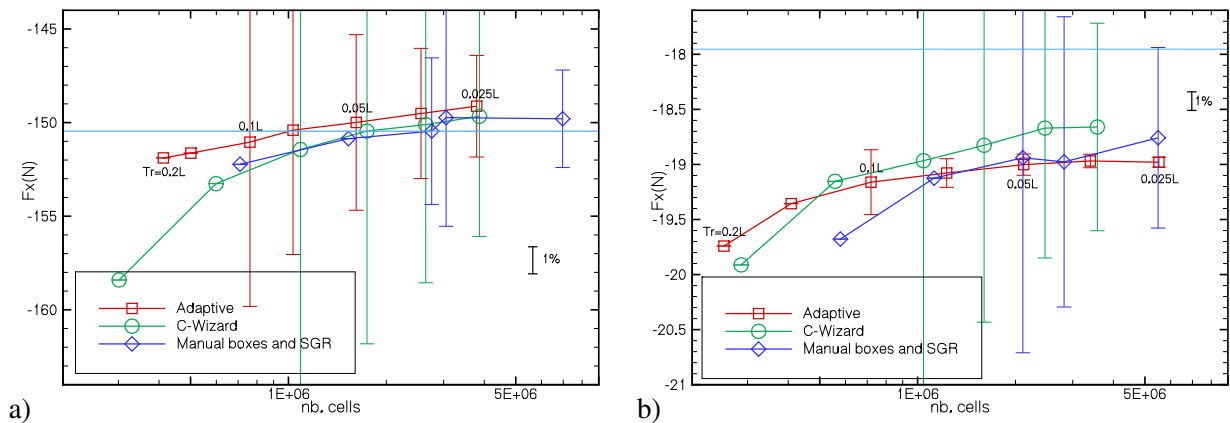 -145
-150
-155
-160
Fx(N)
Tr=0.2L
0.1L
0.05L
0.025L
1%
Adaptive
C-Wizard
Manual boxes and SGR
1E+06
5E+06
nb. cells
a)
-18
-18.5
-19
-19.5
-20
-20.5
-21
Fx(N)
Tr=0.2L
0.1L
0.05L
0.025L
1%
Adaptive
C-Wizard
Manual boxes and SGR
1E+06
5E+06
nb. cells
b)